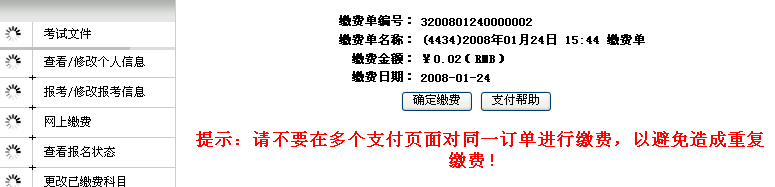 考试文件
查看/修改个人信息
报考/修改报考信息
网上缴费
查看报名状态
更改已缴费科目
缴费单编号： 3200801240000002
缴费单名称： (4434)2008年01月24日 15:44 缴费单
缴费金额： ￥0.02(RMB)
缴费日期： 2008-01-24
确定缴费 支付帮助
提示：请不要在多个支付页面对同一订单进行缴费，以避免造成重复
缴费！